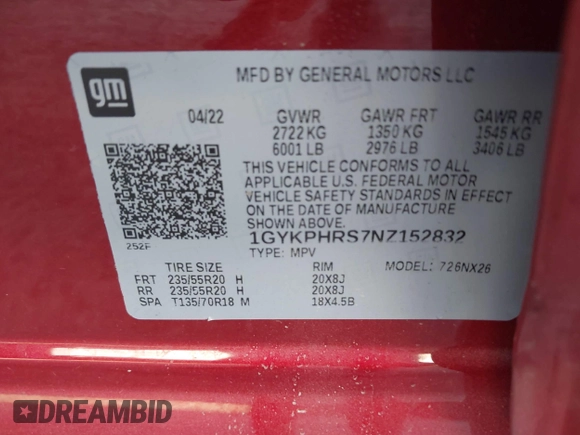 gm
MFD BY GENERAL MOTORS LLC
04/22 GVWR GAWR FRT GAWR RR
2722 KG 1350 KG 1545 KG
6001 LB 2976 LB 3406 LB
THIS VEHICLE CONFORMS TO ALL
APPLICABLE U.S. FEDERAL MOTOR
VEHICLE SAFETY STANDARDS IN EFFECT
ON THE DATE OF MANUFACTURE
SHOWN ABOVE.
1GYKPHRS7NZ152832
252F
TYPE: MPV MODEL: 726NX26
TIRE SIZE RIM
FRT 235/55R20 H 20X8J
RR 235/55R20 H 20X8J
SPA T135/70R18 M 18X4.5B
DREAMBID